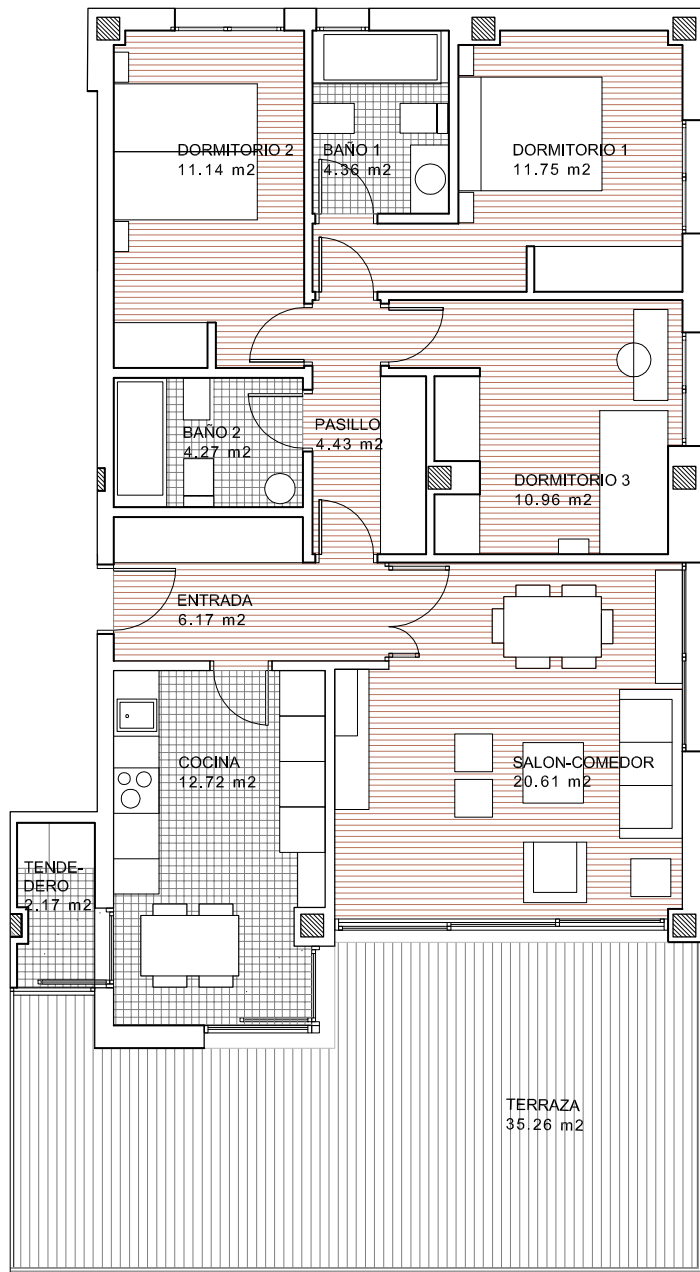 DORMITORIO 2
11.14 m2
BAÑO 1
4.36 m2
DORMITORIO 1
11.75 m2
BAÑO 2
4.27 m2
PASILLO
4.43 m2
DORMITORIO 3
10.96 m2
ENTRADA
6.17 m2
COCINA
12.72 m2
SALON-COMEDOR
20.61 m2
TENDE-
DERO
2.17 m2
TERRAZA
35.26 m2